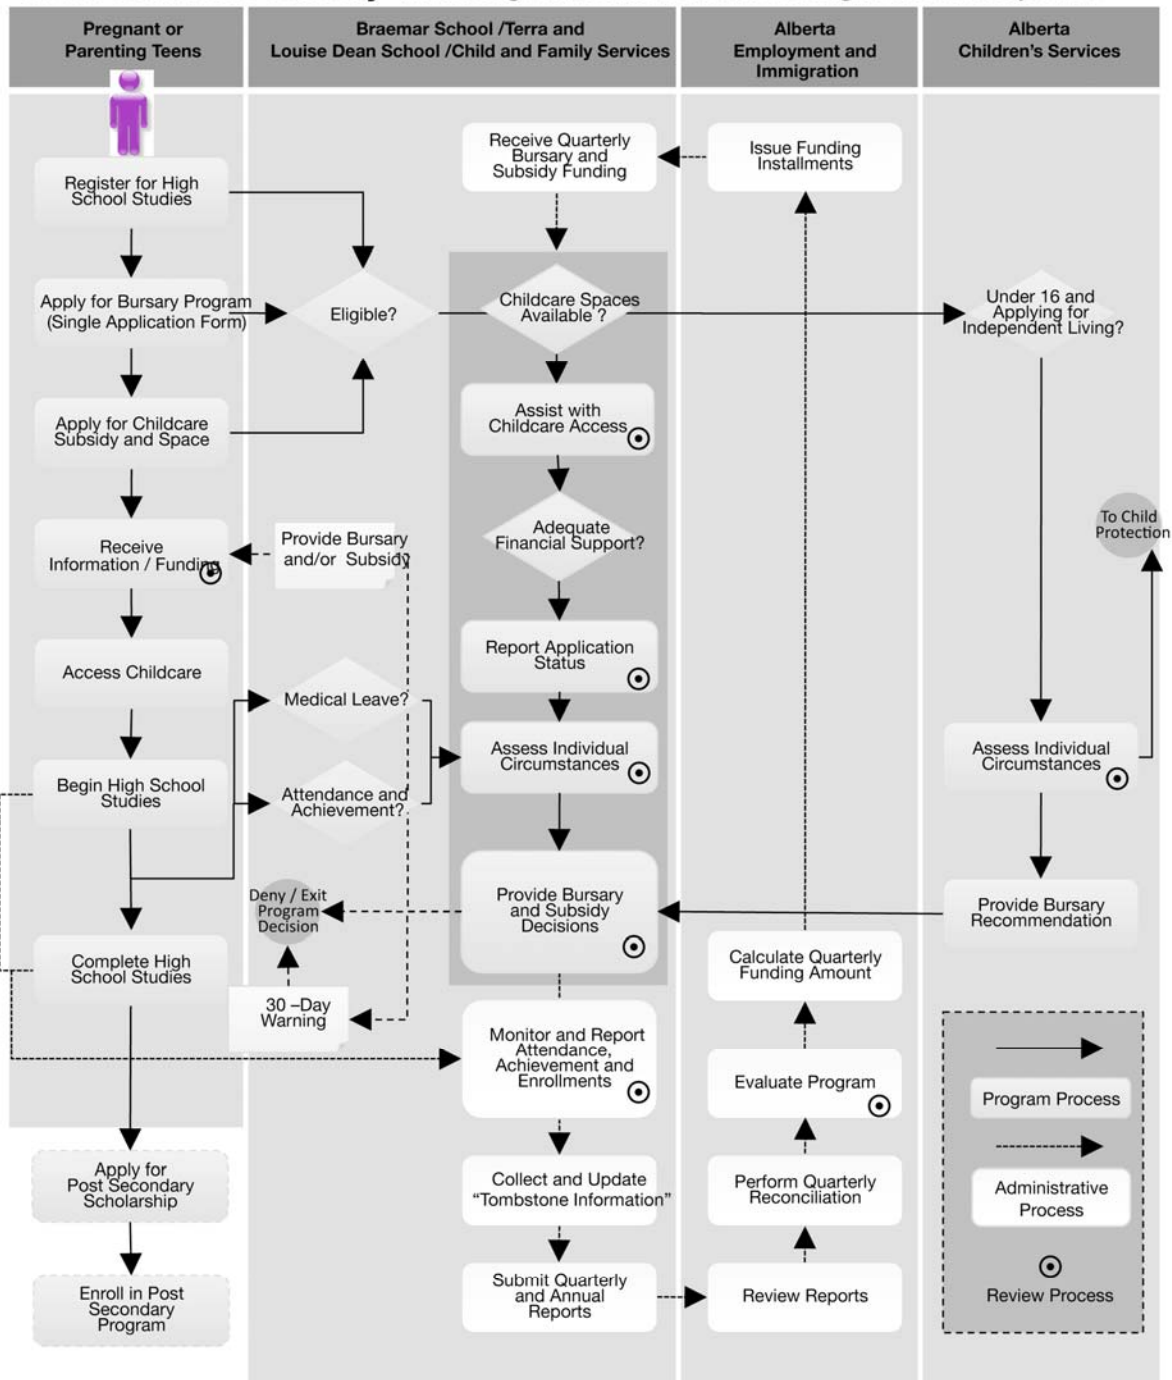 Pregnant or
Parenting Teens
Braemar School /Terra and
Louise Dean School /Child and Family Services
Alberta
Employment and
Immigration
Alberta
Children's Services
Register for High
School Studies
Apply for Bursary Program
(Single Application Form)
Apply for Childcare
Subsidy and Space
Receive
Information / Funding
Access Childcare
Begin High School
Studies
Complete High
School Studies
Apply for
Post Secondary
Scholarship
Enroll in Post
Secondary
Program
Eligible?
Provide Bursary
and/or Subsidy
Medical Leave?
Attendance and
Achievement?
Deny / Exit
Program
Decision
30 –Day
Warning
Receive Quarterly
Bursary and
Subsidy Funding
Childcare Spaces
Available ?
Assist with
Childcare Access
Adequate
Financial Support?
Report Application
Status
Assess Individual
Circumstances
Provide Bursary
and Subsidy
Decisions
Monitor and Report
Attendance,
Achievement and
Enrollments
Collect and Update
“Tombstone Information”
Submit Quarterly
and Annual
Reports
Issue Funding
Installments
Calculate Quarterly
Funding Amount
Evaluate Program
Perform Quarterly
Reconciliation
Review Reports
Under 16 and
Applying for
Independent Living?
To Child
Protection
Assess Individual
Circumstances
Provide Bursary
Recommendation
Program Process
Administrative
Process
Review Process